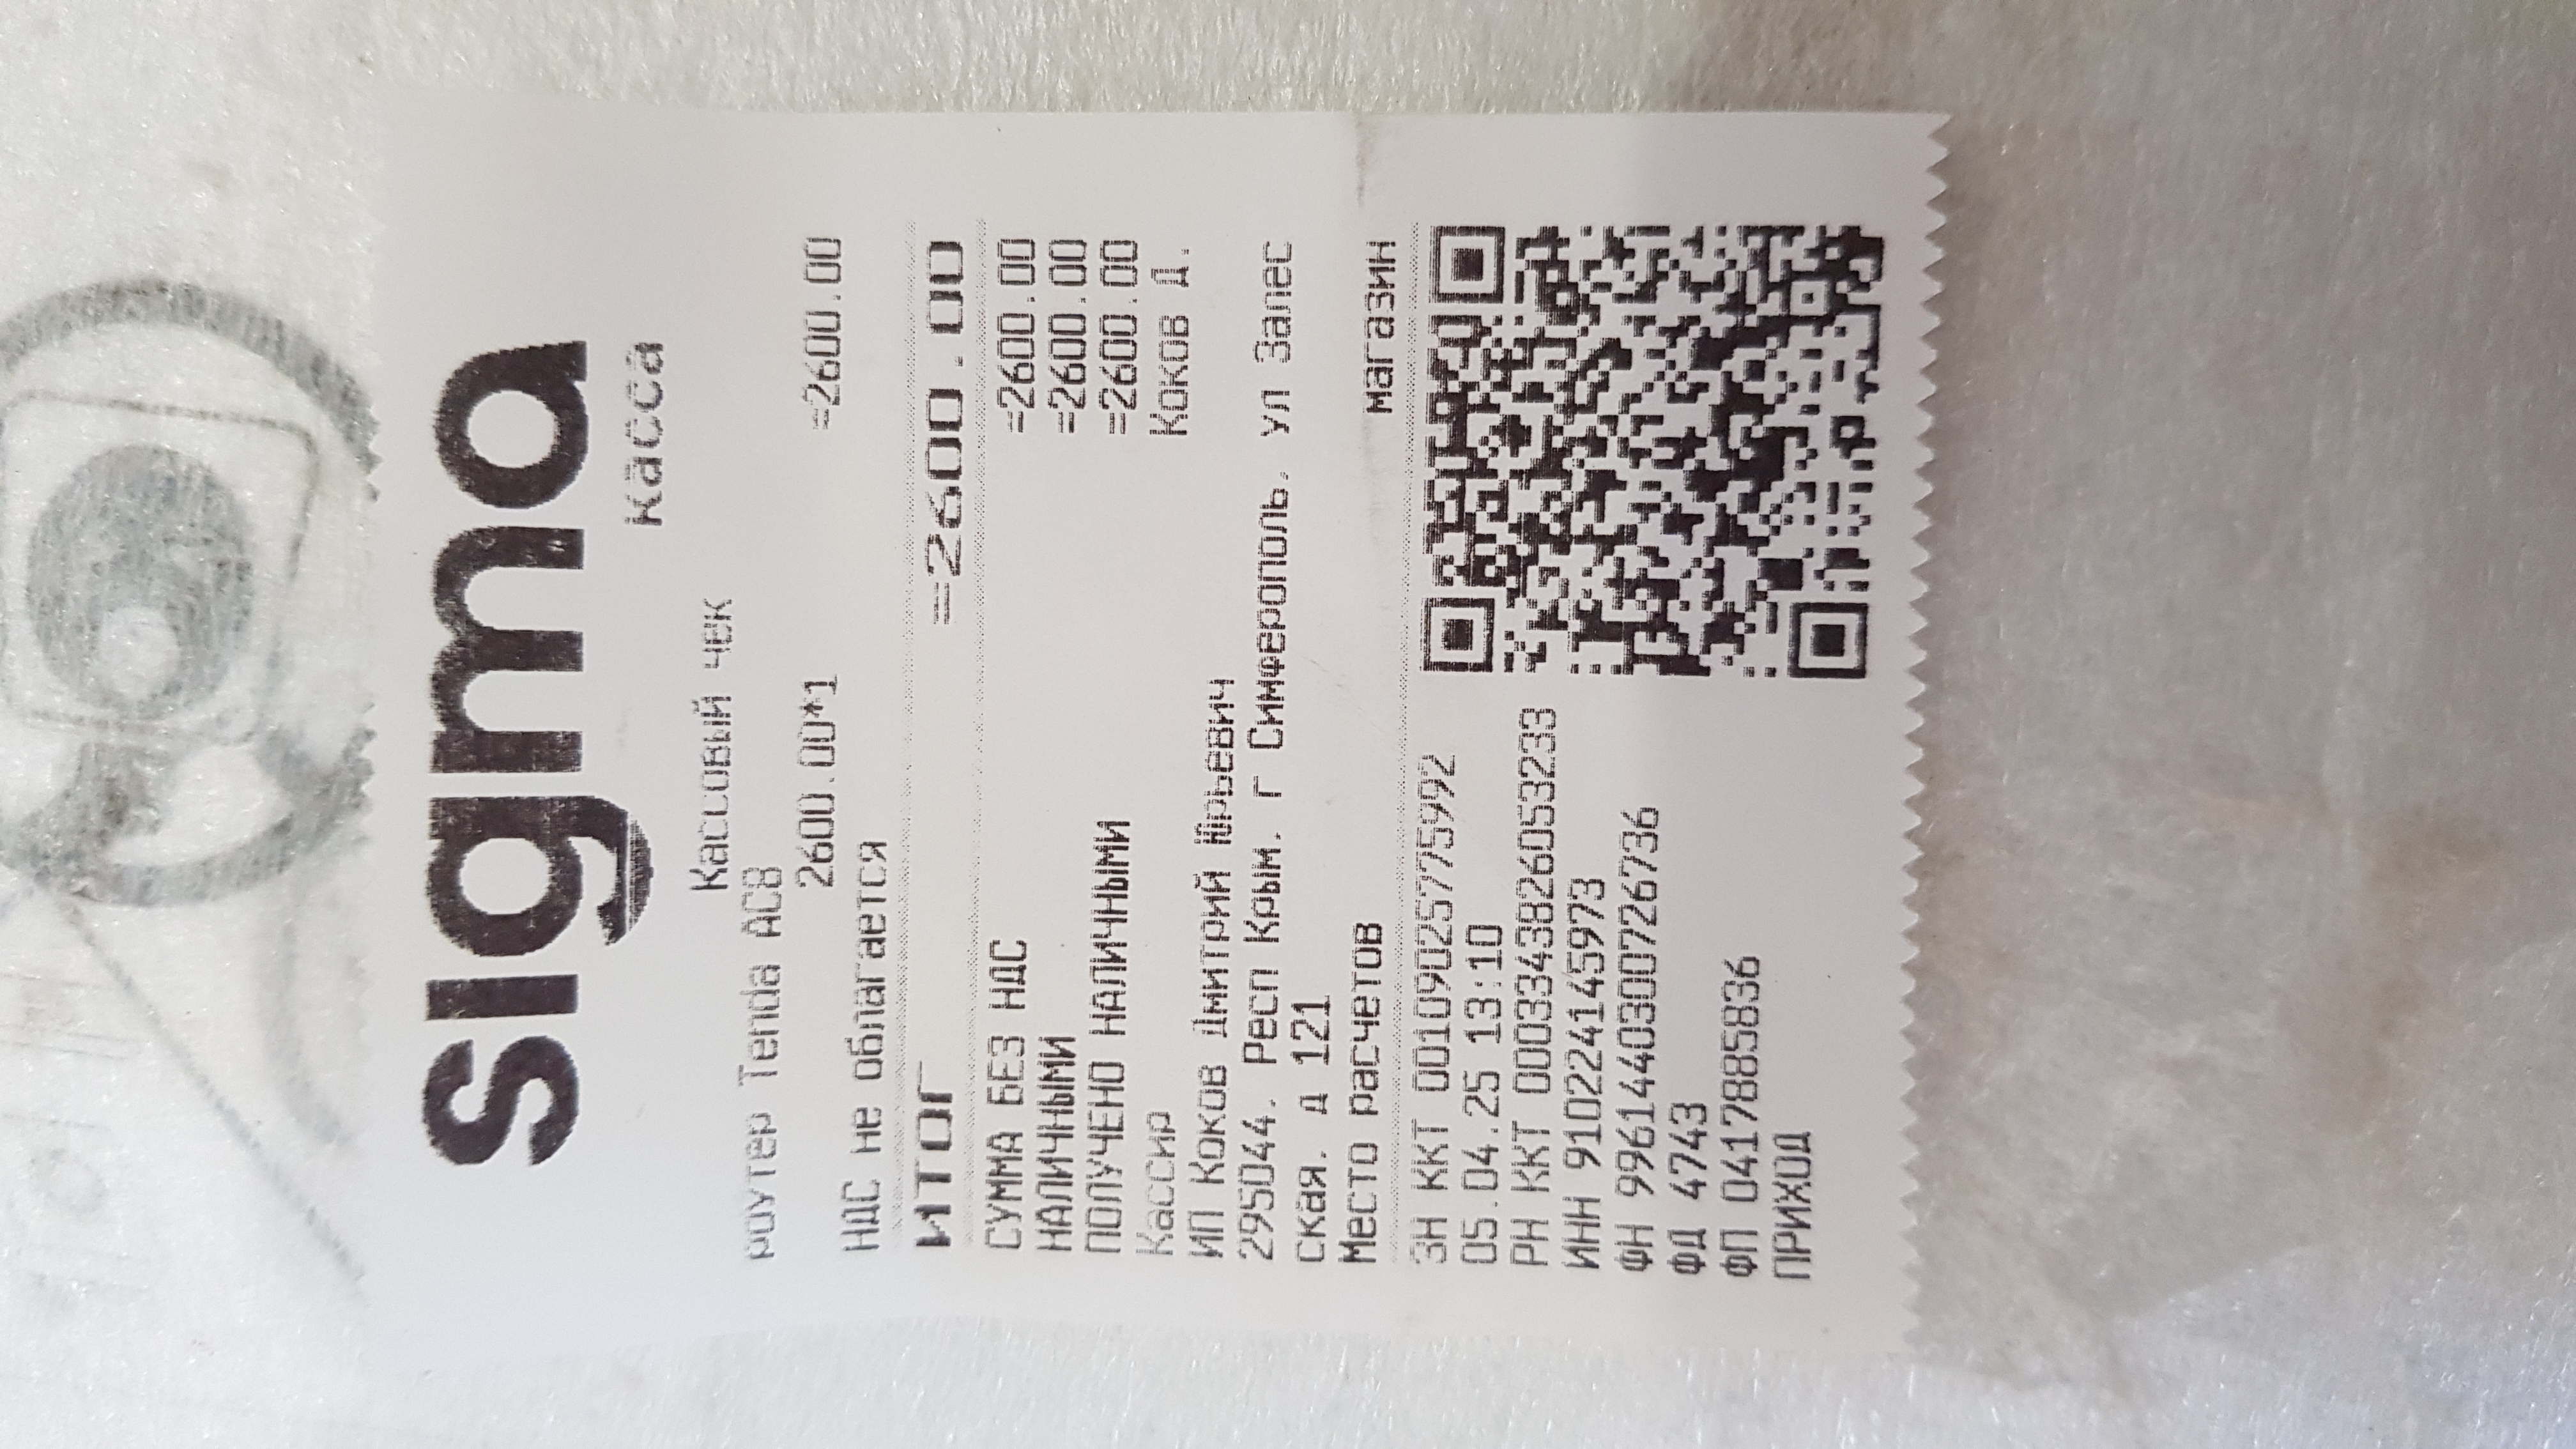 sigma
касса
Кассовый чек
роутер Tenda AC8
2600.00*1 =2600.00
НДС не облагается
ИТОГ =2600.00
СУММА БЕЗ НДС =2600.00
НАЛИЧНЫМИ =2600.00
ПОЛУЧЕНО НАЛИЧНЫМИ =2600.00
Кассир Коков Д.
ИП Коков Дмитрий Юрьевич
295044, Респ Крым, г Симферополь, ул Залес
ская, д 121
Место расчетов магазин
ЗН ККТ 00109025775992
05.04.25 13:10
РН ККТ 0003343826053233
ИНН 910224145973
ФН 9961440300726736
ФД 4743
ФП 0417885836
ПРИХОД